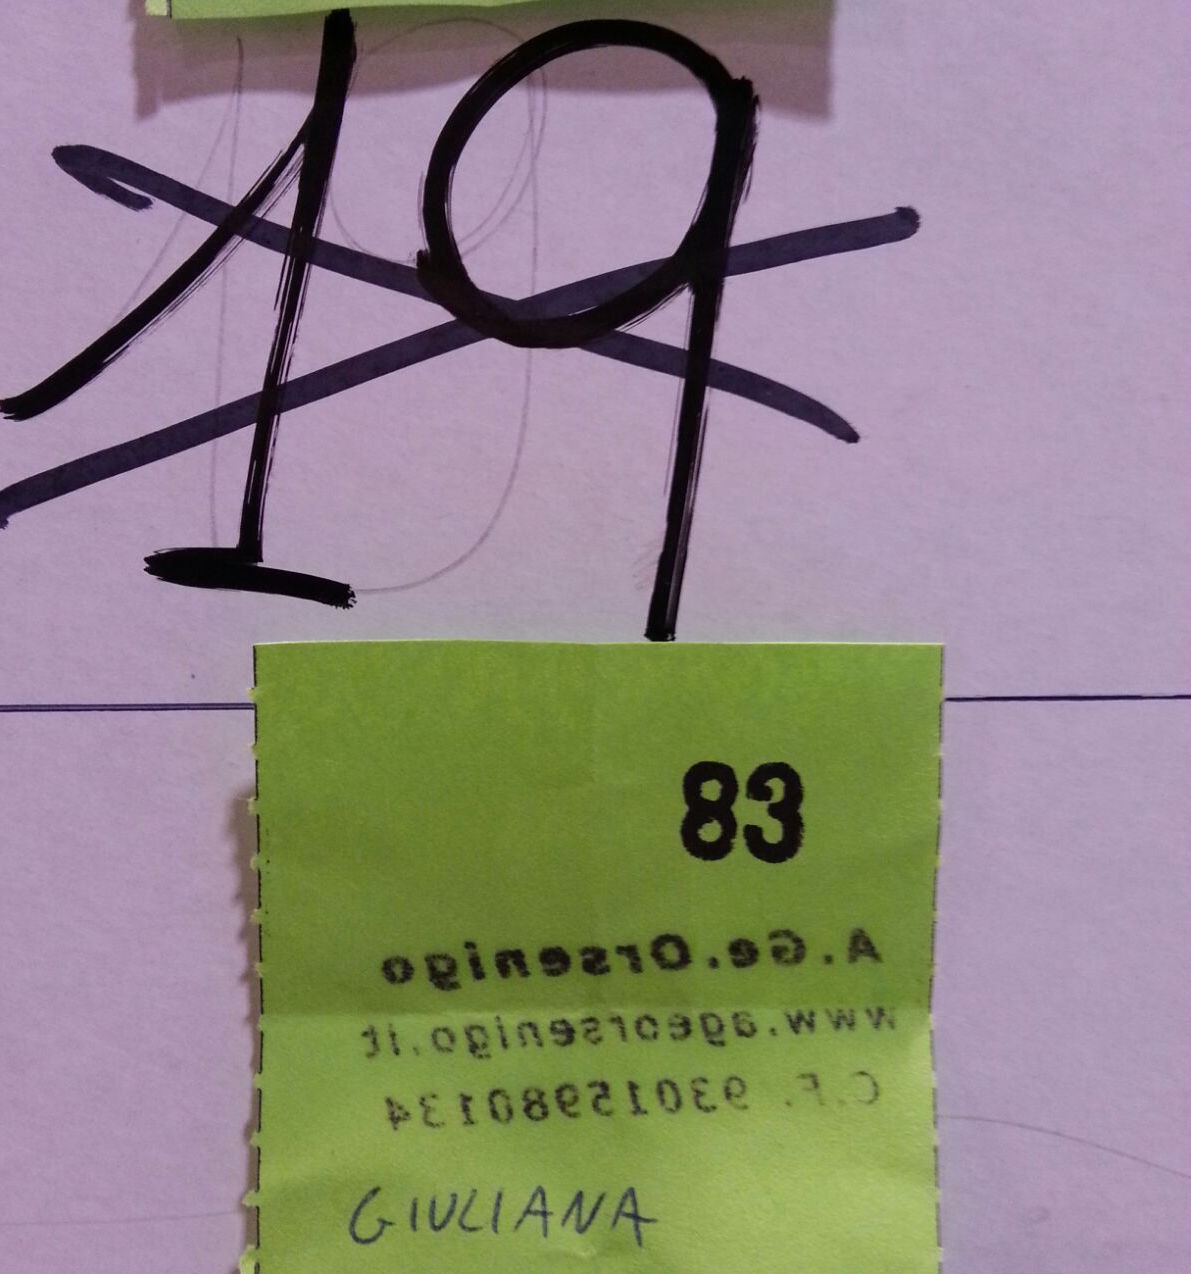 19
83
A.Ge.Orsenigo
www.ageorsenigo.it
C.F. 93015980134
GIULIANA